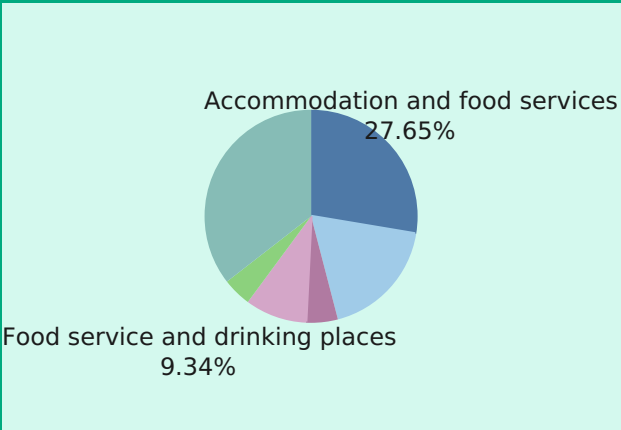 Accommodation and food services
27.65%
Food service and drinking places
9.34%